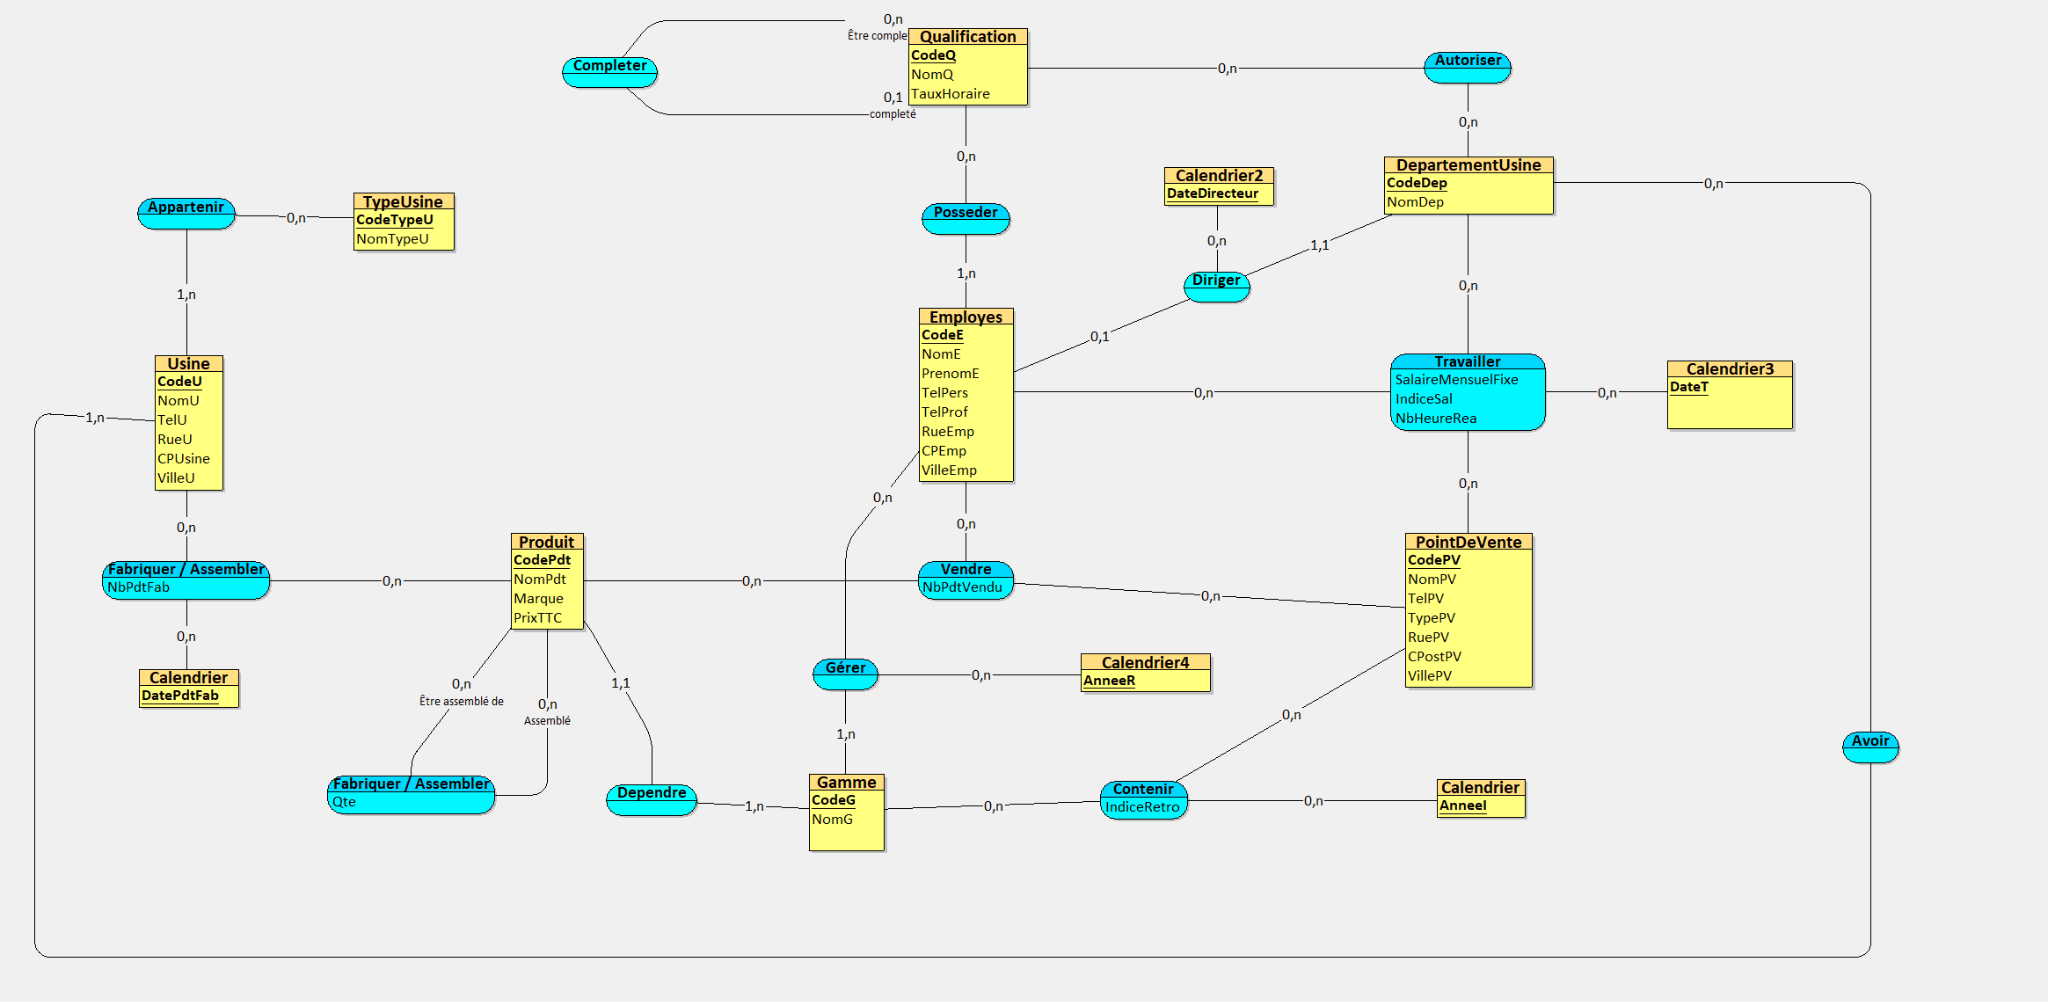 0,n
Être comple
Qualification
CodeQ
NomQ
TauxHoraire
Completer
0,1
completé
0,n
Autoriser
0,n
0,n
DepartementUsine
CodeDep
NomDep
0,n
Calendrier2
DateDirecteur
Appartenir
0,n
TypeUsine
CodeTypeU
NomTypeU
Posseder
0,n
1,1
Diriger
1,n
1,n
0,n
Employes
CodeE
NomE
PrenomE
TelPers
TelProf
RueEmp
CPEmp
VilleEmp
0,1
Usine
CodeU
NomU
TelU
RueU
CPUsine
VilleU
1,n
0,n
Travailler
SalaireMensuelFixe
IndiceSal
NbHeureRea
0,n
Calendrier3
DateT
0,n
0,n
0,n
0,n
Fabriquer / Assembler
NbPdtFab
0,n
Produit
CodePdt
NomPdt
Marque
PrixTTC
0,n
Vendre
NbPdtVendu
0,n
PointDeVente
CodePV
NomPV
TelPV
TypePV
RuePV
CPostPV
VillePV
0,n
Calendrier
DatePdtFab
0,n
Être assemblé de
0,n
Assemblé
1,1
Gérer
0,n
Calendrier4
AnneeR
0,n
1,n
Avoir
Fabriquer / Assembler
Qte
Dependre
1,n
Gamme
CodeG
NomG
0,n
Contenir
IndiceRetro
0,n
Calendrier
AnneeI